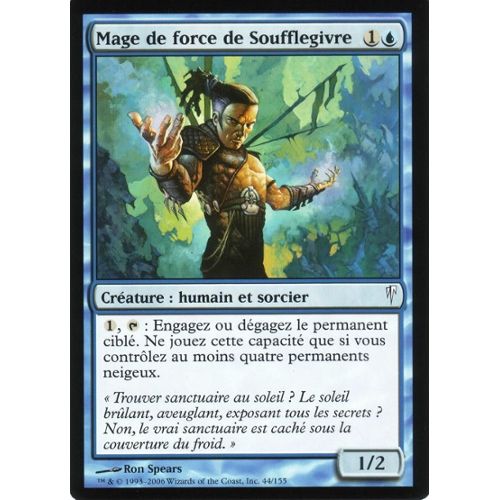 Mage de force de Soufflegivre 1
Créature : humain et sorcier
1, : Engagez ou dégagez le permanent
ciblé. Ne jouez cette capacité que si vous
contrôlez au moins quatre permanents
neigeux.
« Trouver sanctuaire au soleil ? Le soleil
brûlant, aveuglant, exposant tous les secrets ?
Non, le vrai sanctuaire est caché sous la
couverture du froid. »
Ron Spears
™ & © 1993-2006 Wizards of the Coast, Inc. 44/155
1/2